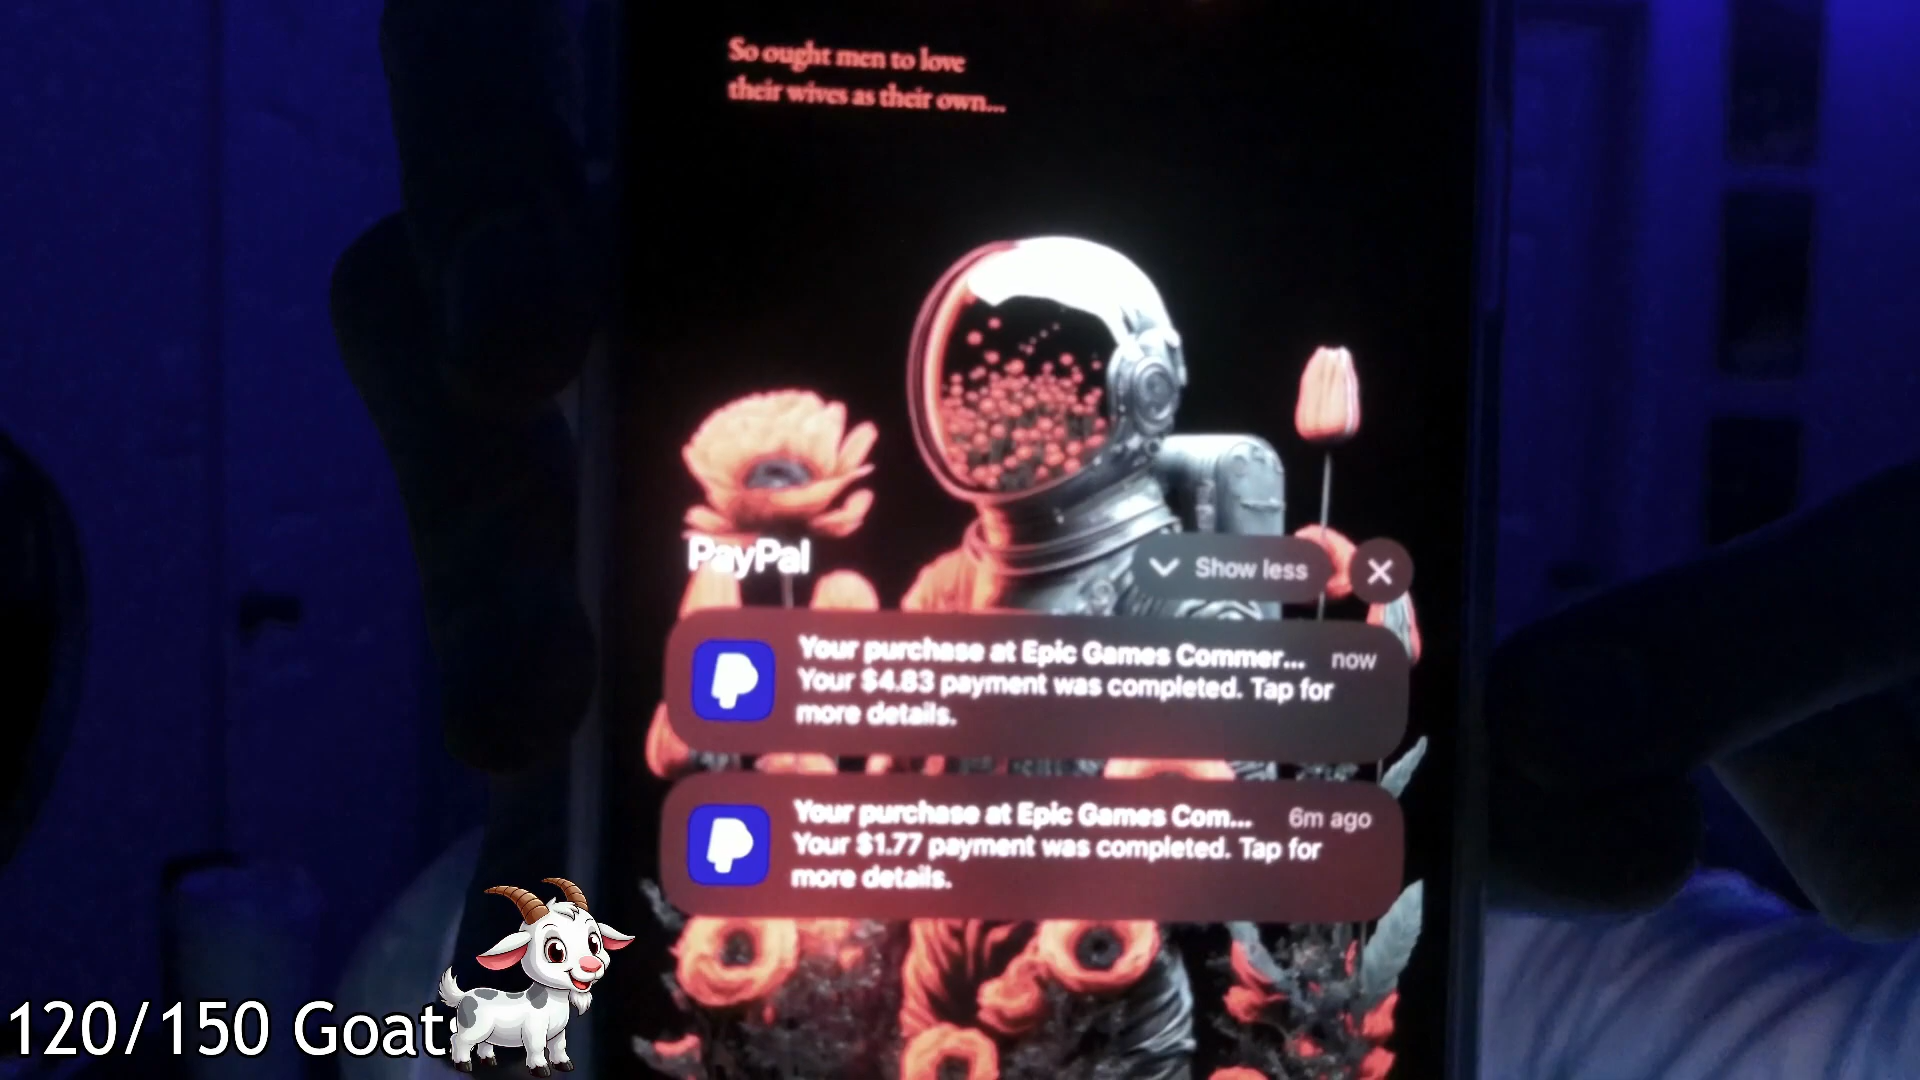 So ought men to love
their wives as their own...
PayPal
Show less
Your purchase at Epic Games Commer... now
Your $4.83 payment was completed. Tap for
more details.
Your purchase at Epic Games Com... 6m ago
Your $1.77 payment was completed. Tap for
more details.
120/150 Goat